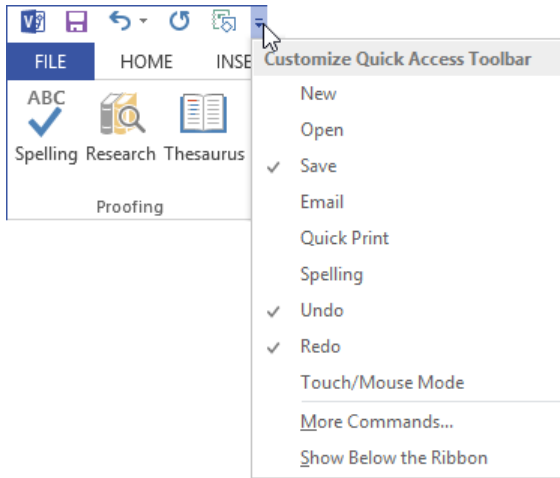 V
FILE HOME INSE
ABC
Spelling Research Thesaurus
Proofing
Customize Quick Access Toolbar
New
Open
Save
Email
Quick Print
Spelling
Undo
Redo
Touch/Mouse Mode
More Commands...
Show Below the Ribbon